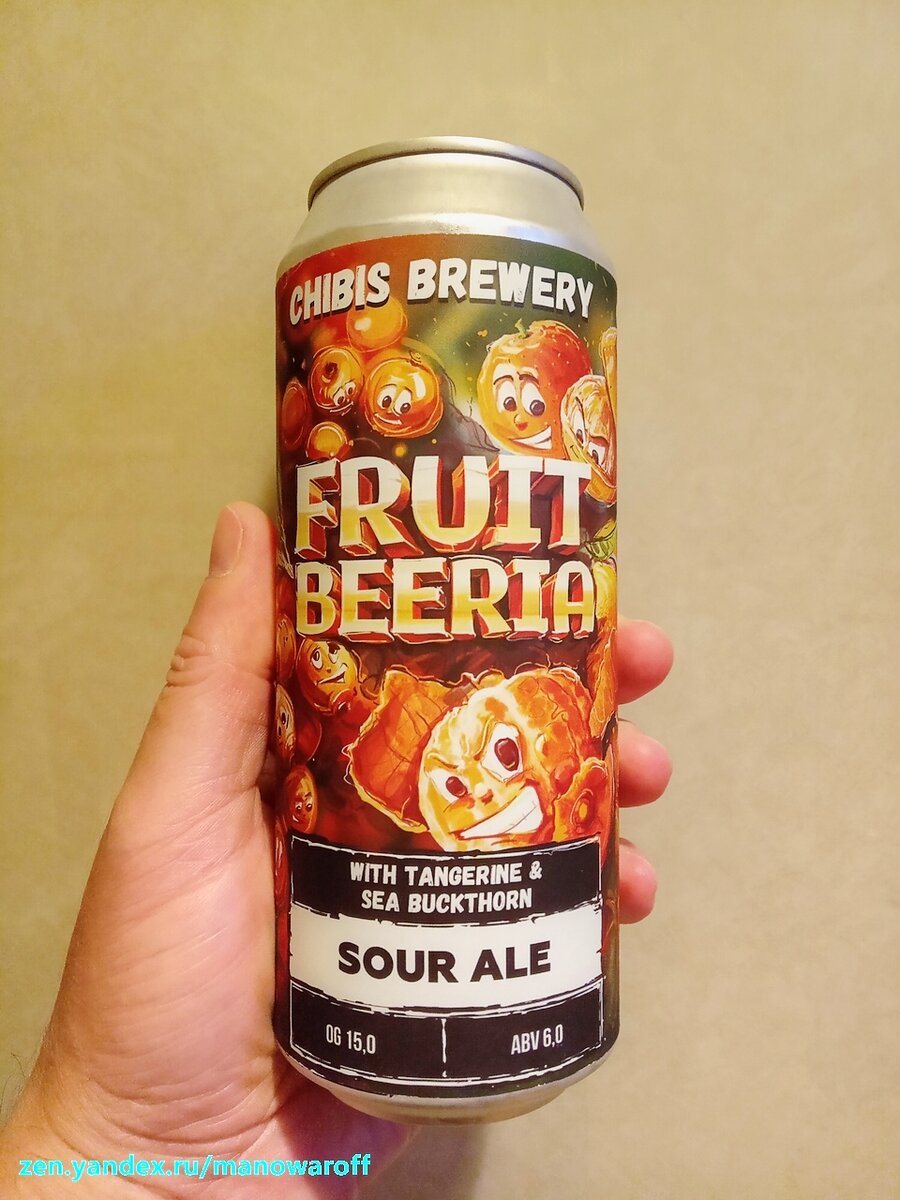 CHIBIS BREWERY
FRUIT
BEERIA
WITH TANGERINE &
SEA BUCKTHORN
SOUR ALE
OG 15,0
ABV 6,0
zen.yandex.ru/manowaroff